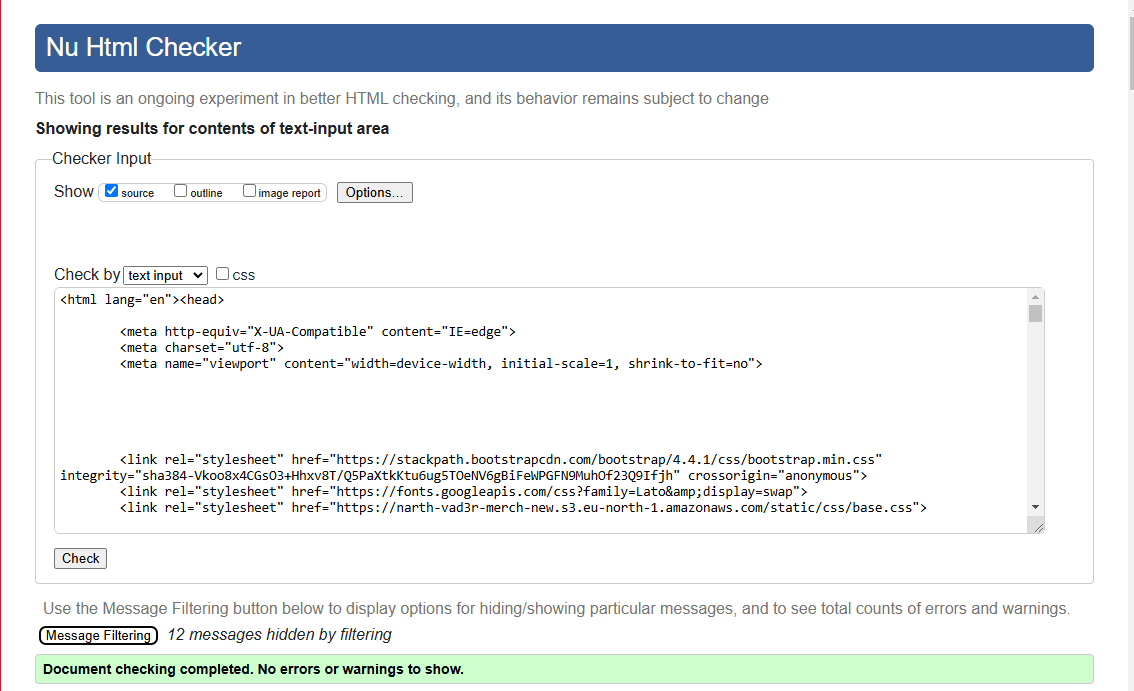 Nu Html Checker
This tool is an ongoing experiment in better HTML checking, and its behavior remains subject to change
Showing results for contents of text-input area
Checker Input
Show source outline image report Options...
Check by text input css
<html lang="en"><head>
<meta http-equiv="X-UA-Compatible" content="IE=edge">
<meta charset="utf-8">
<meta name="viewport" content="width=device-width, initial-scale=1, shrink-to-fit=no">
<link rel="stylesheet" href="https://stackpath.bootstrapcdn.com/bootstrap/4.4.1/css/bootstrap.min.css"
integrity="sha384-Vkoo8x4CGsO3+Hhxv8T/Q5PaXtkKtu6ug5TOeNV6gBiFeWPGFN9MuhOf23Q9Ifjh" crossorigin="anonymous">
<link rel="stylesheet" href="https://fonts.googleapis.com/css?family=Lato&amp;display=swap">
<link rel="stylesheet" href="https://narth-vad3r-merch-new.s3.eu-north-1.amazonaws.com/static/css/base.css">
Check
Use the Message Filtering button below to display options for hiding/showing particular messages, and to see total counts of errors and warnings.
Message Filtering 12 messages hidden by filtering
Document checking completed. No errors or warnings to show.